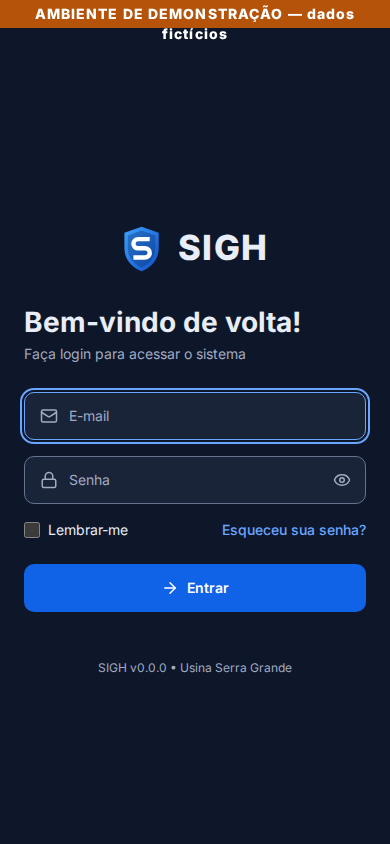 AMBIENTE DE DEMONSTRAÇÃO — dados
fictícios
S SIGH
Bem-vindo de volta!
Faça login para acessar o sistema
E-mail
Senha
Lembrar-me
Esqueceu sua senha?
Entrar
SIGH v0.0.0 • Usina Serra Grande